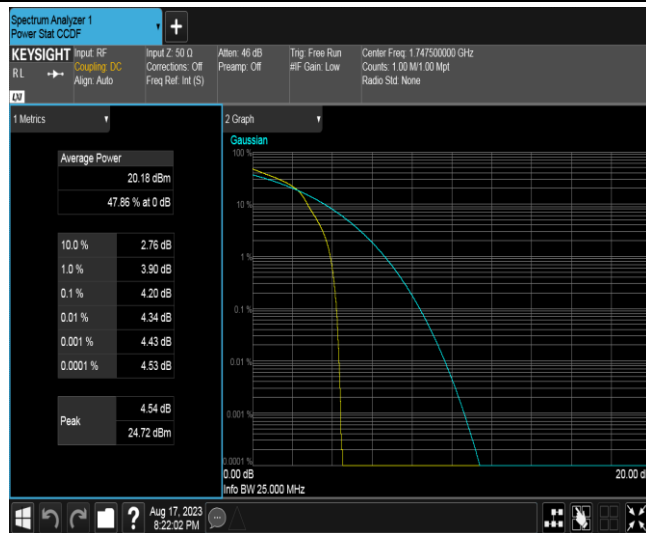 Spectrum Analyzer 1
Power Stat CCDF
+
KEYSIGHT
RL
Input: RF
Coupling: DC
Align: Auto
Input Z: 50 Ω
Corrections: Off
Freq Ref: Int (S)
Atten: 46 dB
Preamp: Off
Trig: Free Run
#IF Gain: Low
Center Freq: 1.747500000 GHz
Counts: 1.00 M/1.00 Mpt
Radio Std: None
LXI
1 Metrics
Average Power
20.18 dBm
47.86 % at 0 dB
10.0 % 2.76 dB
1.0 % 3.90 dB
0.1 % 4.20 dB
0.01 % 4.34 dB
0.001 % 4.43 dB
0.0001 % 4.53 dB
Peak
4.54 dB
24.72 dBm
2 Graph
Gaussian
100 %
10 %
1 %
0.1 %
0.01 %
0.001 %
0.0001 %
0.00 dB
20.00 d
Info BW 25.000 MHz
?
Aug 17, 2023
8:22:02 PM